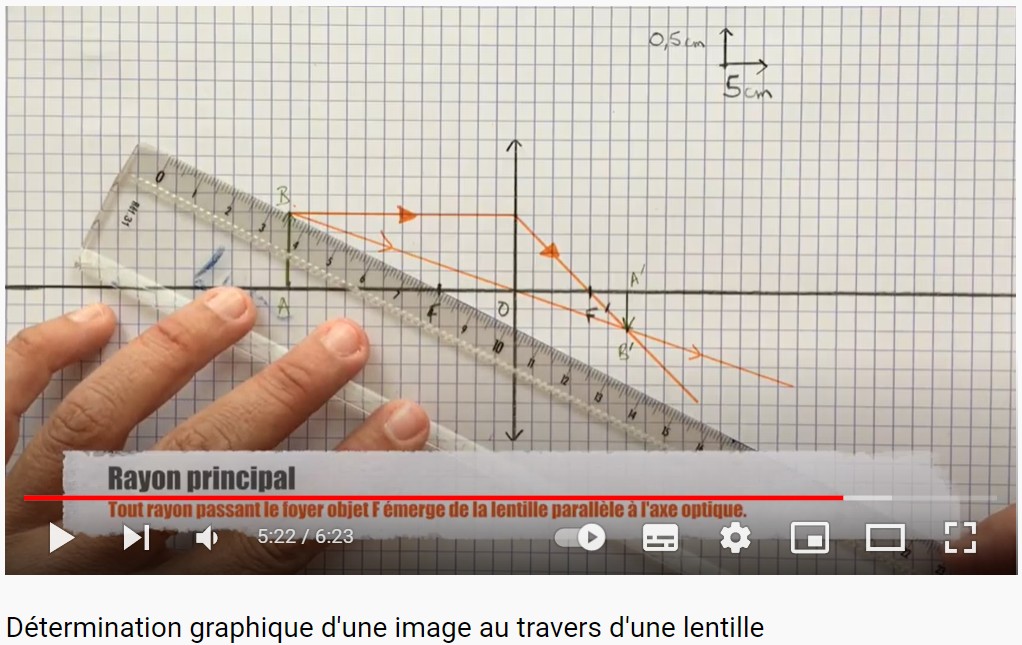 0,5cm
5cm
B
0 1 2 3 4 5 6 7 9 10 11 12 13 14 15
Réf.31
A'
A
F
O
F'
B'
Rayon principal
Tout rayon passant le foyer objet F émerge de la lentille parallèle à l'axe optique.
5:22 / 6:23
Détermination graphique d'une image au travers d'une lentille